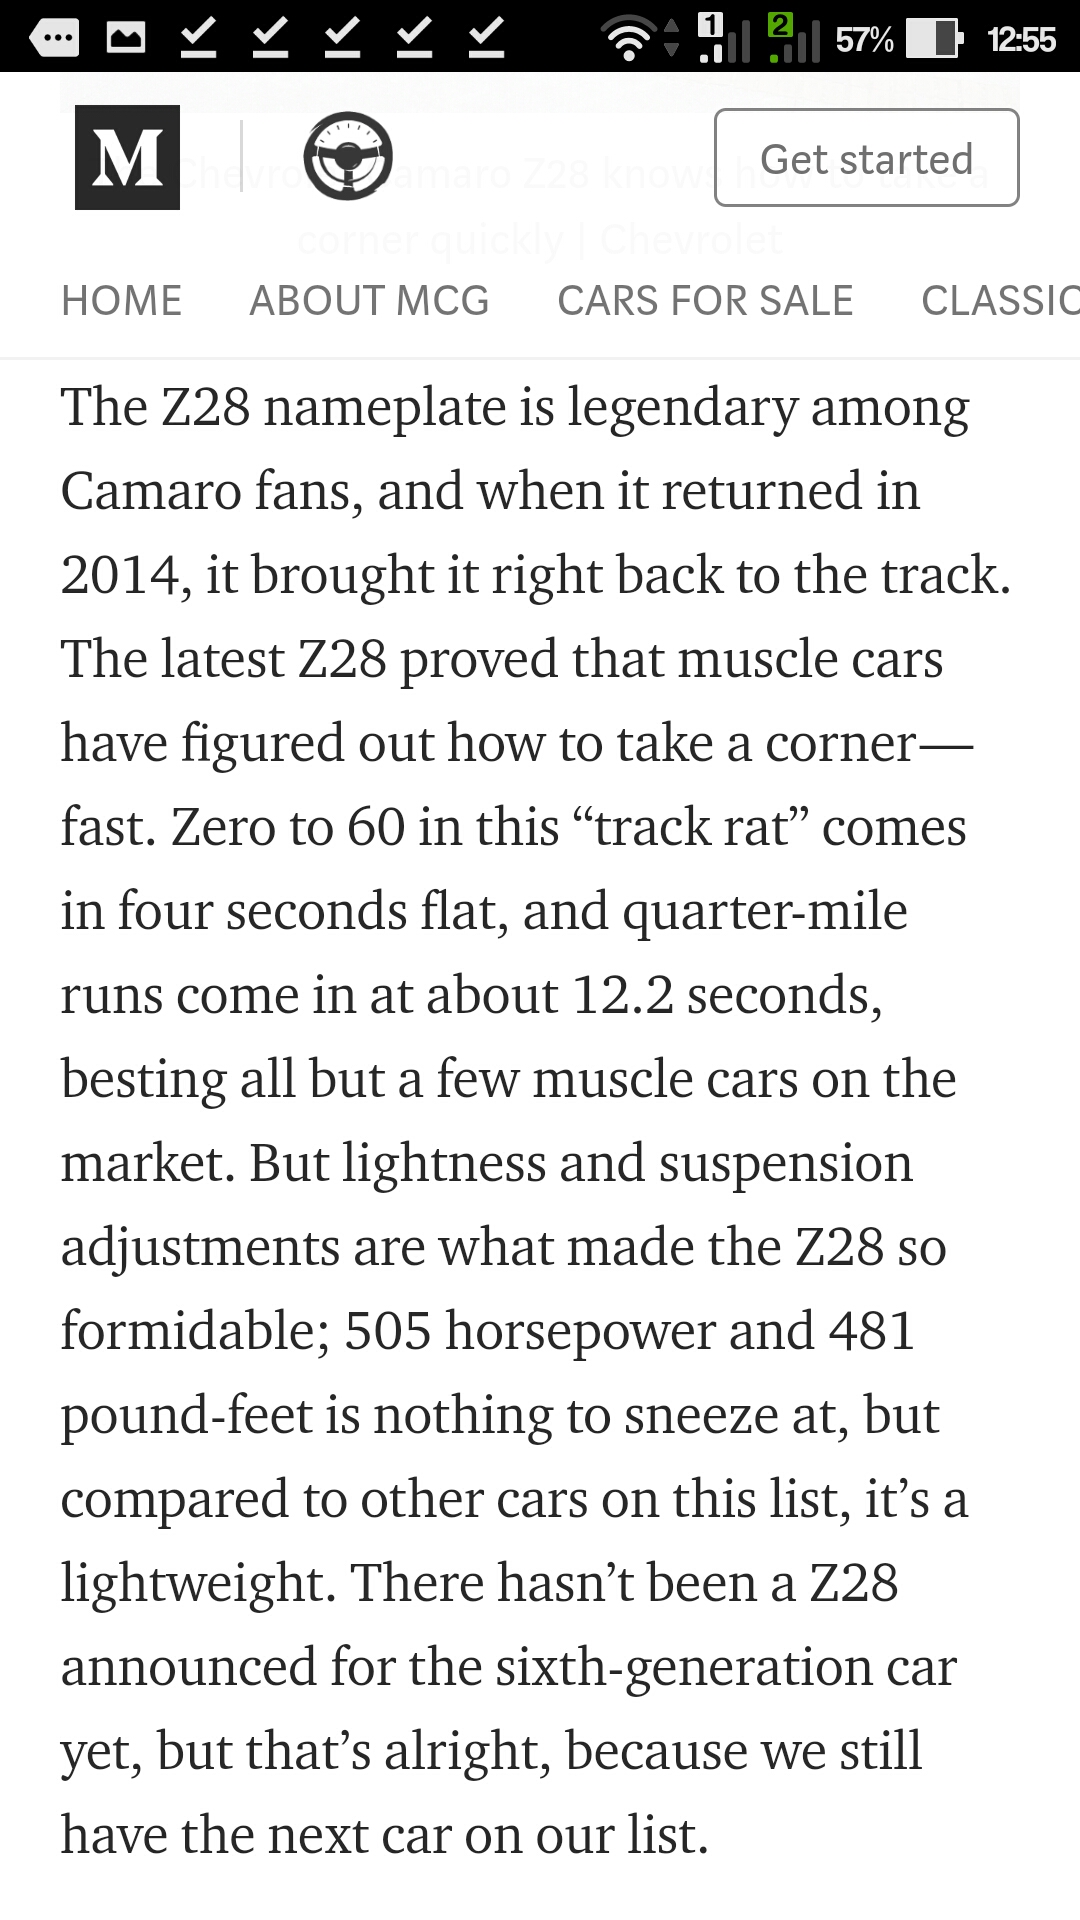 1 2 57% 12:55
M Get started
Chevrolet Camaro Z28 knows how to take a
corner quickly | Chevrolet
HOME ABOUT MCG CARS FOR SALE CLASSIC
The Z28 nameplate is legendary among
Camaro fans, and when it returned in
2014, it brought it right back to the track.
The latest Z28 proved that muscle cars
have figured out how to take a corner—
fast. Zero to 60 in this “track rat” comes
in four seconds flat, and quarter-mile
runs come in at about 12.2 seconds,
besting all but a few muscle cars on the
market. But lightness and suspension
adjustments are what made the Z28 so
formidable; 505 horsepower and 481
pound-feet is nothing to sneeze at, but
compared to other cars on this list, it’s a
lightweight. There hasn’t been a Z28
announced for the sixth-generation car
yet, but that’s alright, because we still
have the next car on our list.